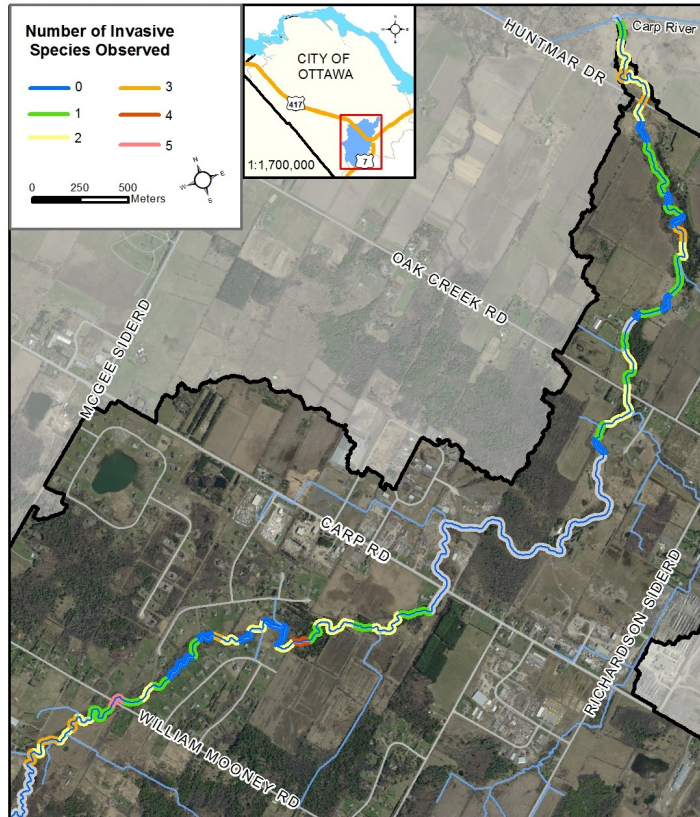 Number of Invasive
Species Observed
0
1
2
3
4
5
N
W
E
S
0
250
500
Meters
CITY OF
OTTAWA
417
7
1:1,700,000
N
W
E
S
Carp River
HUNTMAR DR
OAK CREEK RD
MCGEE SIDERD
CARP RD
RICHARDSON SIDERD
WILLIAM MOONEY RD